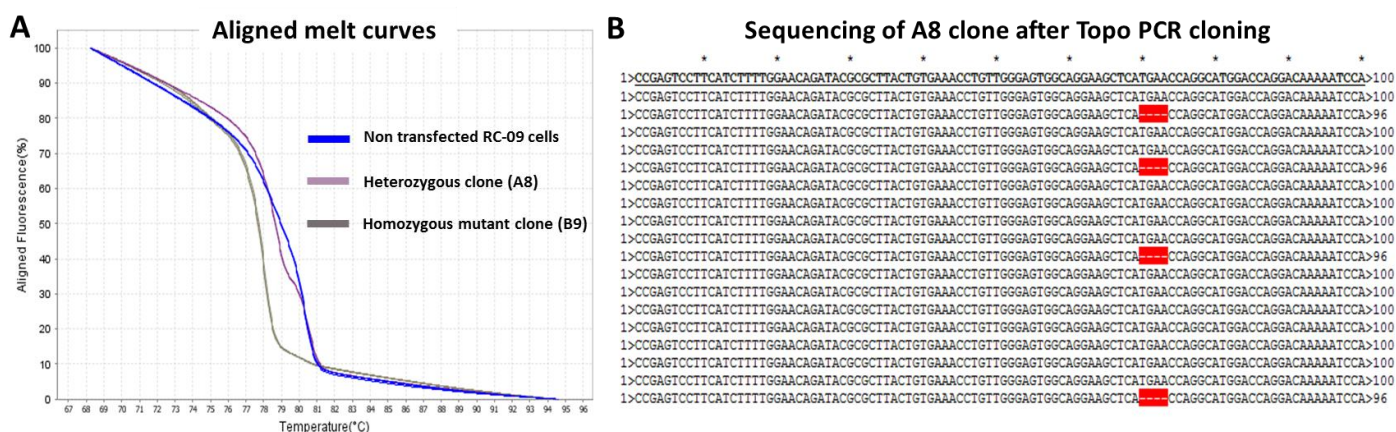 A
Aligned melt curves
100
90
80
70
60
50
40
30
20
10
0
Aligned Fluorescence(%)
Non transfected RC-09 cells
Heterozygous clone (A8)
Homozygous mutant clone (B9)
67 68 69 70 71 72 73 74 75 76 77 78 79 80 81 82 83 84 85 86 87 88 89 90 91 92 93 94 95 96
Temperature(°C)
B
Sequencing of A8 clone after Topo PCR cloning
* * * * * * * * * *
1>CCGAGTCCTTCATCTTTTGGAACAGATACGCGCTTACTGTGAAACCTGTTGGGAGTGGCAGGAAGCTCATGAACCAGGCATGGACCAGGACAAAAATCCA>100
1>CCGAGTCCTTCATCTTTTGGAACAGATACGCGCTTACTGTGAAACCTGTTGGGAGTGGCAGGAAGCTCATGAACCAGGCATGGACCAGGACAAAAATCCA>100
1>CCGAGTCCTTCATCTTTTGGAACAGATACGCGCTTACTGTGAAACCTGTTGGGAGTGGCAGGAAGCTCA----CCAGGCATGGACCAGGACAAAAATCCA>96
1>CCGAGTCCTTCATCTTTTGGAACAGATACGCGCTTACTGTGAAACCTGTTGGGAGTGGCAGGAAGCTCATGAACCAGGCATGGACCAGGACAAAAATCCA>100
1>CCGAGTCCTTCATCTTTTGGAACAGATACGCGCTTACTGTGAAACCTGTTGGGAGTGGCAGGAAGCTCATGAACCAGGCATGGACCAGGACAAAAATCCA>100
1>CCGAGTCCTTCATCTTTTGGAACAGATACGCGCTTACTGTGAAACCTGTTGGGAGTGGCAGGAAGCTCA----CCAGGCATGGACCAGGACAAAAATCCA>96
1>CCGAGTCCTTCATCTTTTGGAACAGATACGCGCTTACTGTGAAACCTGTTGGGAGTGGCAGGAAGCTCATGAACCAGGCATGGACCAGGACAAAAATCCA>100
1>CCGAGTCCTTCATCTTTTGGAACAGATACGCGCTTACTGTGAAACCTGTTGGGAGTGGCAGGAAGCTCATGAACCAGGCATGGACCAGGACAAAAATCCA>100
1>CCGAGTCCTTCATCTTTTGGAACAGATACGCGCTTACTGTGAAACCTGTTGGGAGTGGCAGGAAGCTCATGAACCAGGCATGGACCAGGACAAAAATCCA>100
1>CCGAGTCCTTCATCTTTTGGAACAGATACGCGCTTACTGTGAAACCTGTTGGGAGTGGCAGGAAGCTCATGAACCAGGCATGGACCAGGACAAAAATCCA>100
1>CCGAGTCCTTCATCTTTTGGAACAGATACGCGCTTACTGTGAAACCTGTTGGGAGTGGCAGGAAGCTCA----CCAGGCATGGACCAGGACAAAAATCCA>96
1>CCGAGTCCTTCATCTTTTGGAACAGATACGCGCTTACTGTGAAACCTGTTGGGAGTGGCAGGAAGCTCATGAACCAGGCATGGACCAGGACAAAAATCCA>100
1>CCGAGTCCTTCATCTTTTGGAACAGATACGCGCTTACTGTGAAACCTGTTGGGAGTGGCAGGAAGCTCATGAACCAGGCATGGACCAGGACAAAAATCCA>100
1>CCGAGTCCTTCATCTTTTGGAACAGATACGCGCTTACTGTGAAACCTGTTGGGAGTGGCAGGAAGCTCATGAACCAGGCATGGACCAGGACAAAAATCCA>100
1>CCGAGTCCTTCATCTTTTGGAACAGATACGCGCTTACTGTGAAACCTGTTGGGAGTGGCAGGAAGCTCATGAACCAGGCATGGACCAGGACAAAAATCCA>100
1>CCGAGTCCTTCATCTTTTGGAACAGATACGCGCTTACTGTGAAACCTGTTGGGAGTGGCAGGAAGCTCATGAACCAGGCATGGACCAGGACAAAAATCCA>100
1>CCGAGTCCTTCATCTTTTGGAACAGATACGCGCTTACTGTGAAACCTGTTGGGAGTGGCAGGAAGCTCATGAACCAGGCATGGACCAGGACAAAAATCCA>100
1>CCGAGTCCTTCATCTTTTGGAACAGATACGCGCTTACTGTGAAACCTGTTGGGAGTGGCAGGAAGCTCATGAACCAGGCATGGACCAGGACAAAAATCCA>100
1>CCGAGTCCTTCATCTTTTGGAACAGATACGCGCTTACTGTGAAACCTGTTGGGAGTGGCAGGAAGCTCA----CCAGGCATGGACCAGGACAAAAATCCA>96